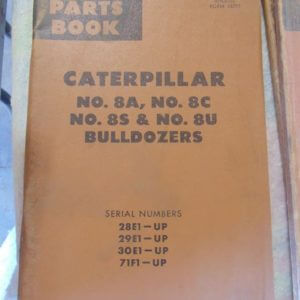 PARTS
BOOK
CATERPILLAR
NO. 8A, NO. 8C
NO. 8S & NO. 8U
BULLDOZERS
SERIAL NUMBERS
28E1—UP
29E1—UP
30E1—UP
71F1—UP